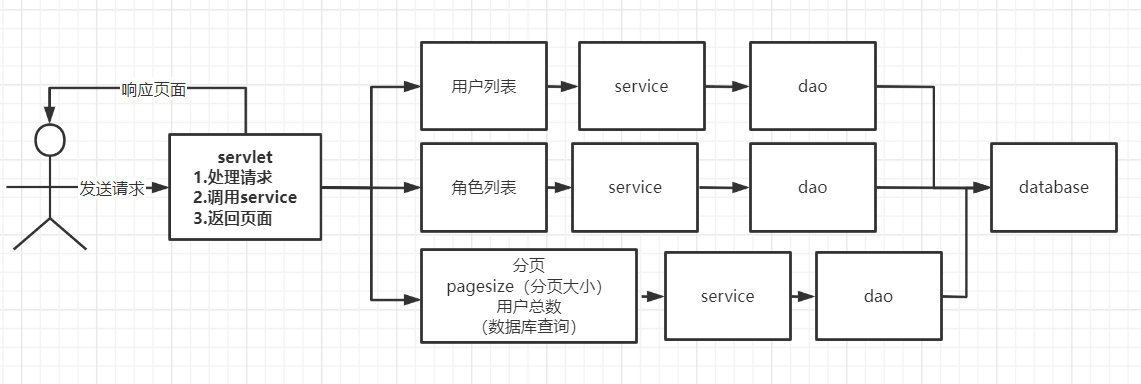 响应页面
发送请求
servlet
1.处理请求
2.调用service
3.返回页面
用户列表
service
dao
角色列表
service
dao
database
分页
pagesize（分页大小）
用户总数
（数据库查询）
service
dao